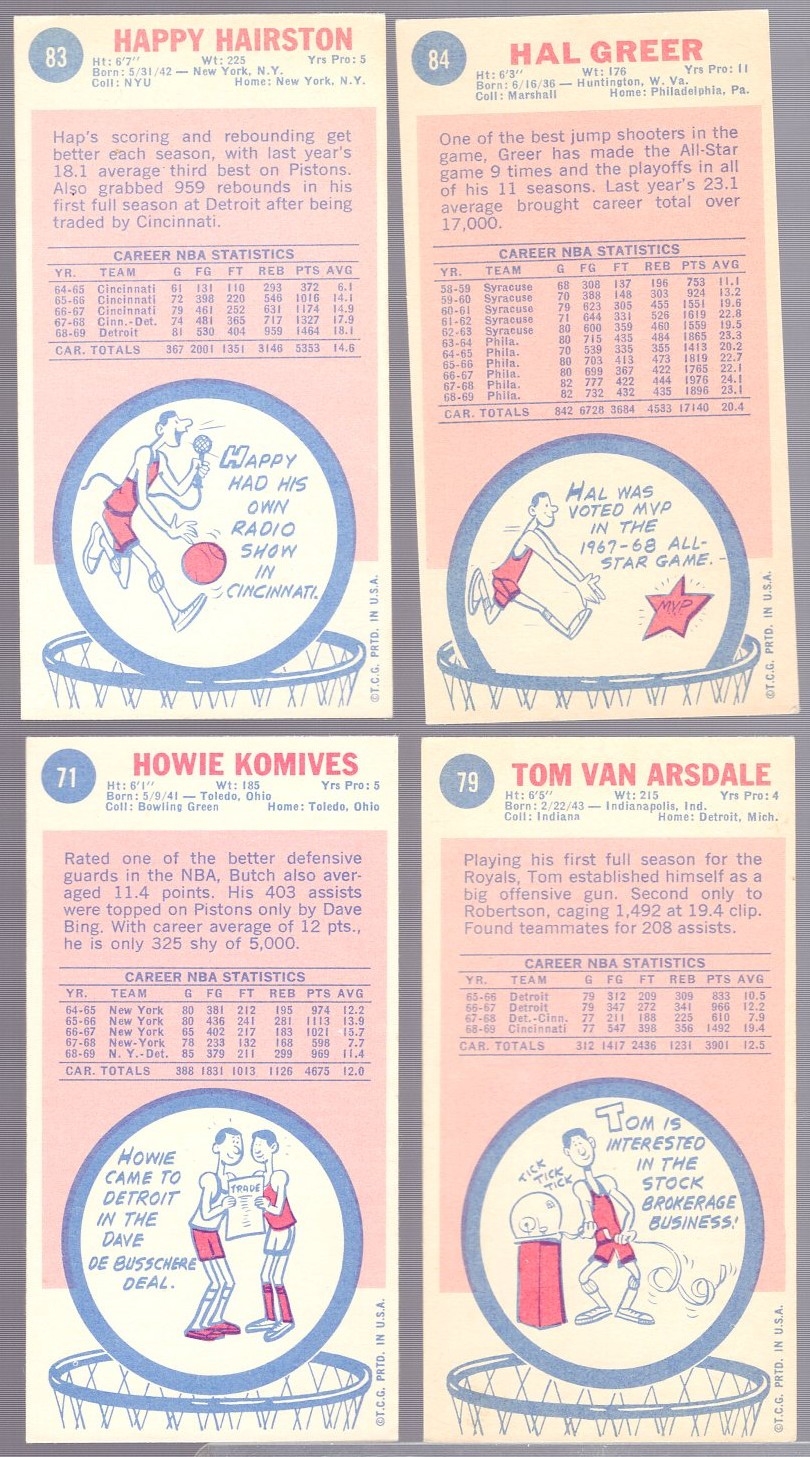 83
HAPPY HAIRSTON
Ht: 6'7" Wt: 225 Yrs Pro: 5
Born: 5/31/42 — New York, N.Y.
Coll: NYU Home: New York, N.Y.
Hap's scoring and rebounding get
better each season, with last year's
18.1 average third best on Pistons.
Also grabbed 959 rebounds in his
first full season at Detroit after being
traded by Cincinnati.
CAREER NBA STATISTICS
YR. TEAM G FG FT REB PTS AVG
64-65 Cincinnati 61 131 110 293 372 6.1
65-66 Cincinnati 72 398 220 546 1016 14.1
66-67 Cincinnati 79 461 252 631 1174 14.9
67-68 Cinn.-Det. 74 481 365 717 1327 17.9
68-69 Detroit 81 530 404 959 1464 18.1
CAR. TOTALS 367 2001 1351 3146 5353 14.6
HAPPY
HAD HIS
OWN
RADIO
SHOW
IN
CINCINNATI.
©T.C.G. PRTD. IN U.S.A.
84
HAL GREER
Ht: 6'3" Wt: 176 Yrs Pro: 11
Born: 6/16/36 — Huntington, W. Va.
Coll: Marshall Home: Philadelphia, Pa.
One of the best jump shooters in the
game, Greer has made the All-Star
game 9 times and the playoffs in all
of his 11 seasons. Last year's 23.1
average brought career total over
17,000.
CAREER NBA STATISTICS
YR. TEAM G FG FT REB PTS AVG
58-59 Syracuse 68 308 137 196 753 11.1
59-60 Syracuse 70 388 148 303 924 13.2
60-61 Syracuse 79 623 305 455 1551 19.6
61-62 Syracuse 71 644 331 526 1619 22.8
62-63 Syracuse 80 600 359 460 1559 19.5
63-64 Phila. 80 715 435 484 1865 23.3
64-65 Phila. 70 539 335 355 1413 20.2
65-66 Phila. 80 703 413 473 1819 22.7
66-67 Phila. 80 699 367 422 1765 22.1
67-68 Phila. 82 777 422 444 1976 24.1
68-69 Phila. 82 732 432 435 1896 23.1
CAR. TOTALS 842 6728 3684 4533 17140 20.4
HAL WAS
VOTED MVP
IN THE
1967-68 ALL-
STAR GAME.
MVP
©T.C.G. PRTD. IN U.S.A.
71
HOWIE KOMIVES
Ht: 6'1" Wt: 185 Yrs Pro: 5
Born: 5/9/41 — Toledo, Ohio
Coll: Bowling Green Home: Toledo, Ohio
Rated one of the better defensive
guards in the NBA, Butch also aver-
aged 11.4 points. His 403 assists
were topped on Pistons only by Dave
Bing. With career average of 12 pts.,
he is only 325 shy of 5,000.
CAREER NBA STATISTICS
YR. TEAM G FG FT REB PTS AVG
64-65 New York 80 381 212 195 974 12.2
65-66 New York 80 436 241 281 1113 13.9
66-67 New York 65 402 217 183 1021 15.7
67-68 New-York 78 233 132 168 598 7.7
68-69 N. Y.-Det. 85 379 211 299 969 11.4
CAR. TOTALS 388 1831 1013 1126 4675 12.0
HOWIE
CAME TO
DETROIT
IN THE
DAVE
DE BUSSCHERE
DEAL.
TRADE
©T.C.G. PRTD. IN U.S.A.
79
TOM VAN ARSDALE
Ht: 6'5" Wt: 215 Yrs Pro: 4
Born: 2/22/43 — Indianapolis, Ind.
Coll: Indiana Home: Detroit, Mich.
Playing his first full season for the
Royals, Tom established himself as a
big offensive gun. Second only to
Robertson, caging 1,492 at 19.4 clip.
Found teammates for 208 assists.
CAREER NBA STATISTICS
YR. TEAM G FG FT REB PTS AVG
65-66 Detroit 79 312 209 309 833 10.5
66-67 Detroit 79 347 272 341 966 12.2
67-68 Det.-Cinn. 77 211 188 225 610 7.9
68-69 Cincinnati 77 547 398 356 1492 19.4
CAR. TOTALS 312 1417 2436 1231 3901 12.5
TOM IS
INTERESTED
IN THE
STOCK
BROKERAGE
BUSINESS!
TICK
TICK
TICK
©T.C.G. PRTD. IN U.S.A.